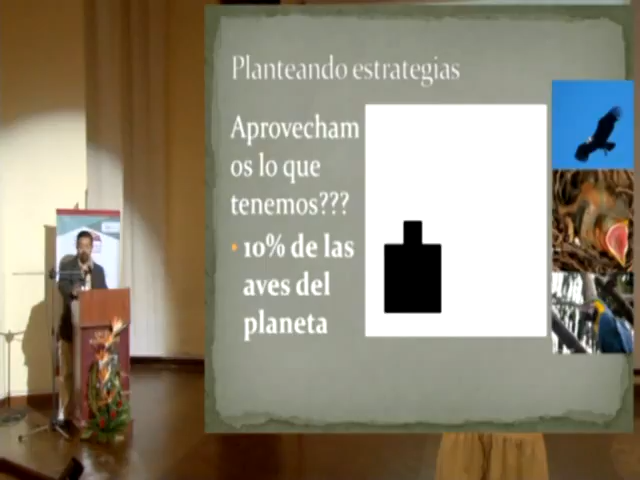 Planteando estrategias
Aprovecham
os lo que
tenemos???
• 10% de las
aves del
planeta